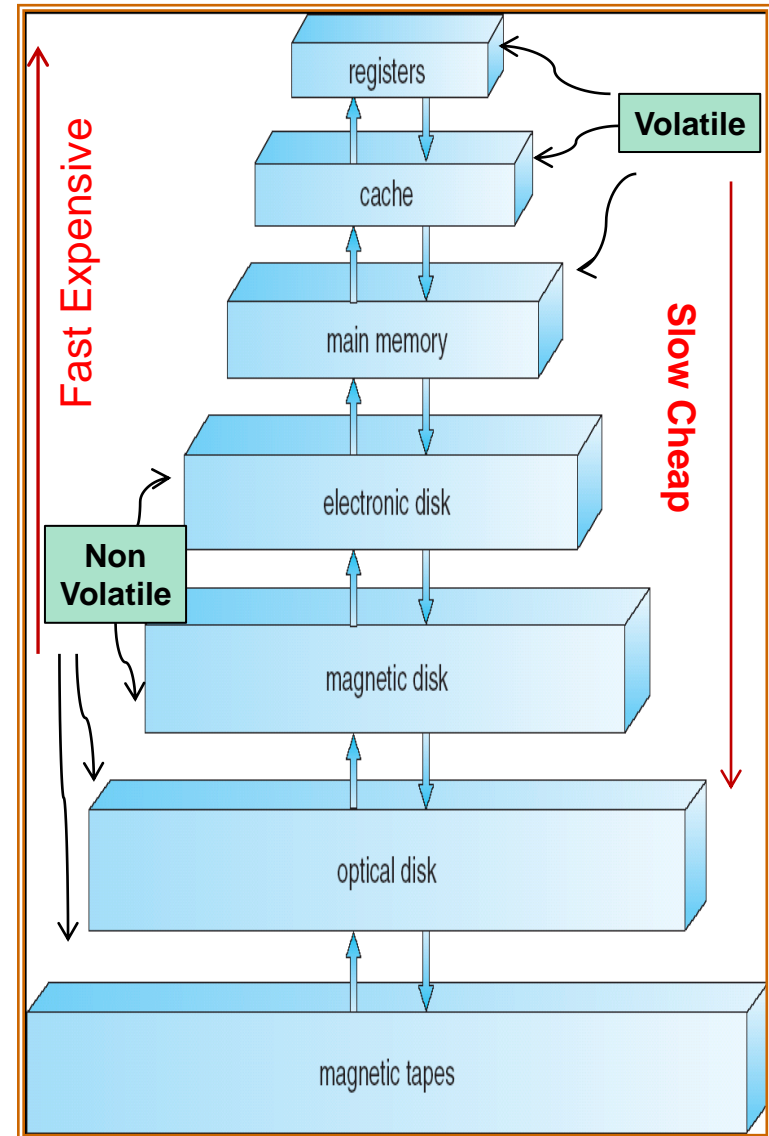 registers
Volatile
cache
Fast Expensive
main memory
Slow Cheap
electronic disk
Non
Volatile
magnetic disk
optical disk
magnetic tapes